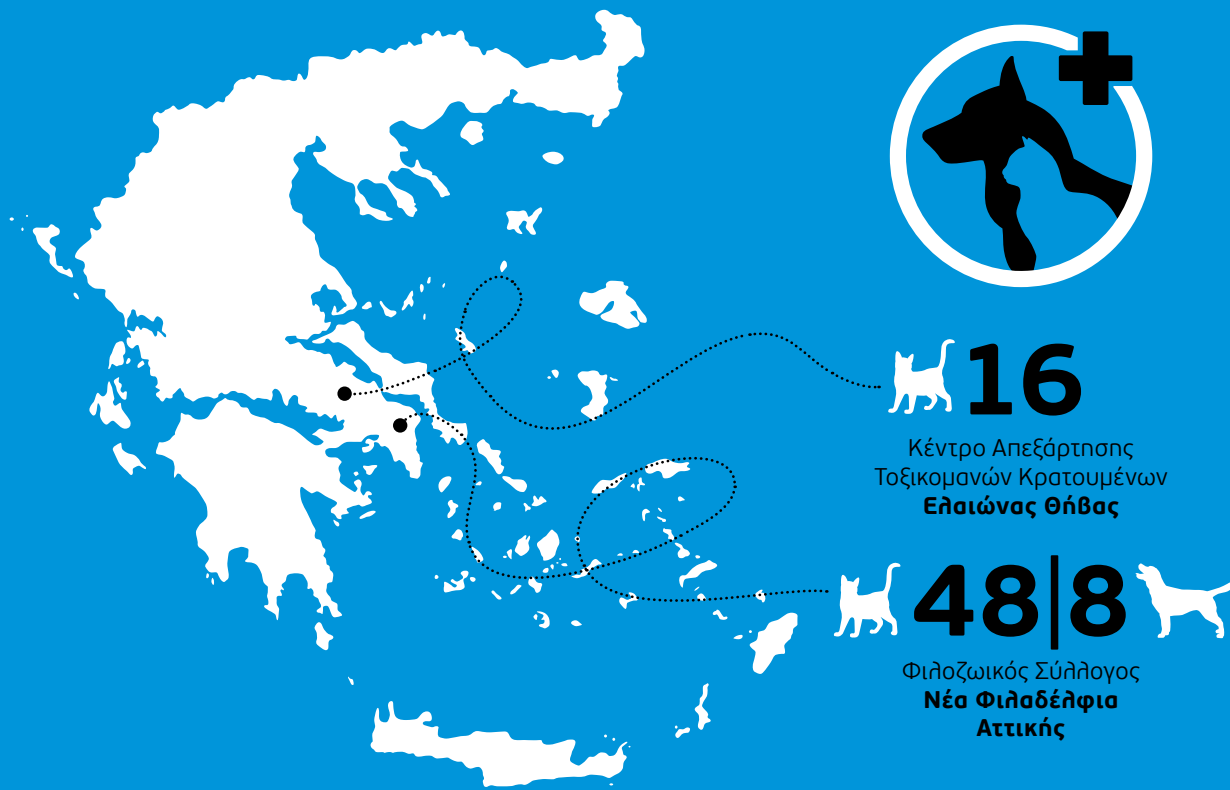 16
Κέντρο Απεξάρτησης
Τοξικομανών Κρατουμένων
Ελαιώνας Θήβας
48|8
Φιλοζωικός Σύλλογος
Νέα Φιλαδέλφια
Αττικής